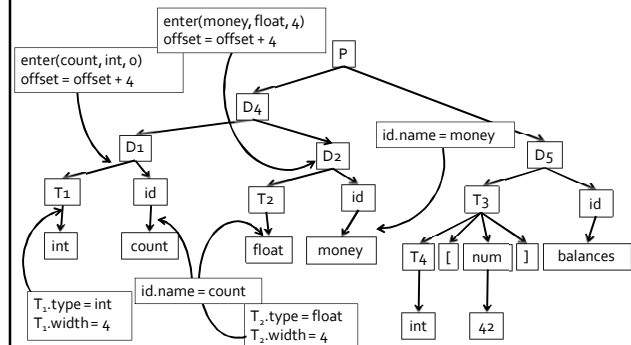 enter(money, float, 4)
offset = offset + 4
enter(count, int, 0)
offset = offset + 4
P
D4
id.name = money
D1
D2
D5
T1
id
T2
id
T3
id
int
count
float
money
T4
[
num
]
balances
T1.type = int
T1.width = 4
id.name = count
T2.type = float
T2.width = 4
int
42